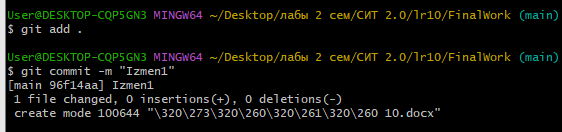 User@DESKTOP-CQP5GN3 MINGW64 ~/Desktop/лабы 2 сем/СИТ 2.0/lr10/FinalWork (main)
$ git add .
User@DESKTOP-CQP5GN3 MINGW64 ~/Desktop/лабы 2 сем/СИТ 2.0/lr10/FinalWork (main)
$ git commit -m "Izmen1"
[main 96f14aa] Izmen1
 1 file changed, 0 insertions(+), 0 deletions(-)
 create mode 100644 "\320\273\320\260\320\261\320\260 10.docx"